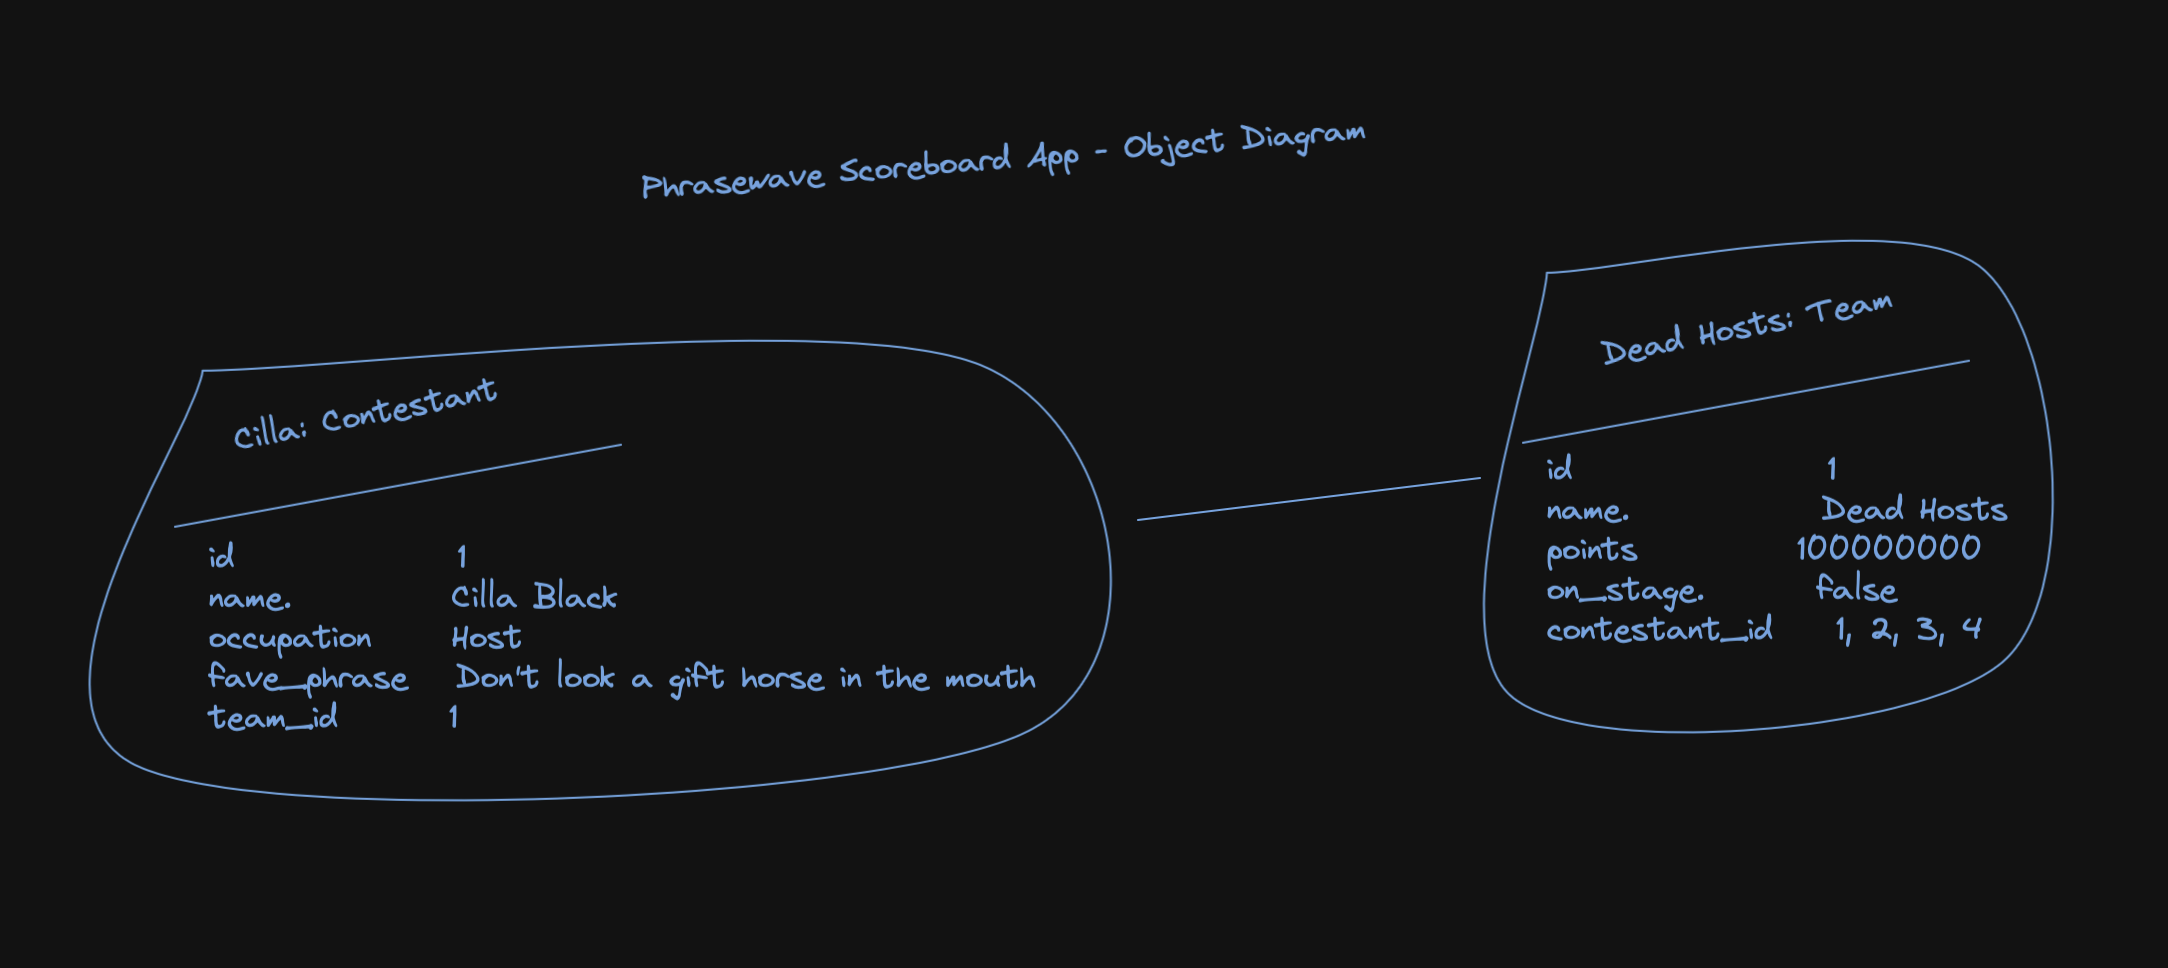 Phrasewave Scoreboard App - Object Diagram
Cilla: Contestant
id 1
name. Cilla Black
occupation Host
fave_phrase Don't look a gift horse in the mouth
team_id 1
Dead Hosts: Team
id 1
name. Dead Hosts
points 100000000
on_stage. false
contestant_id 1, 2, 3, 4